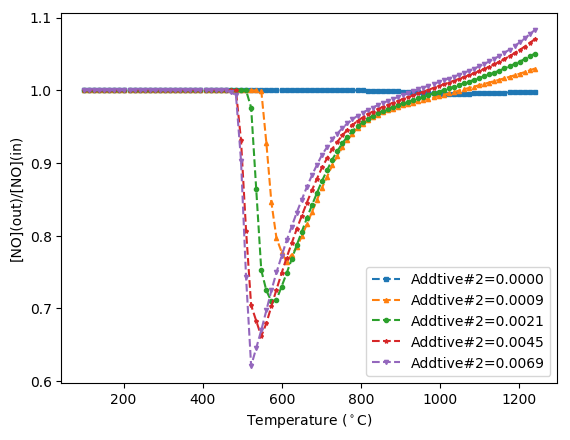 1.1
1.0
0.9
0.8
0.7
0.6
[NO](out)/[NO](in)
Addtive#2=0.0000
Addtive#2=0.0009
Addtive#2=0.0021
Addtive#2=0.0045
Addtive#2=0.0069
200 400 600 800 1000 1200
Temperature (°C)